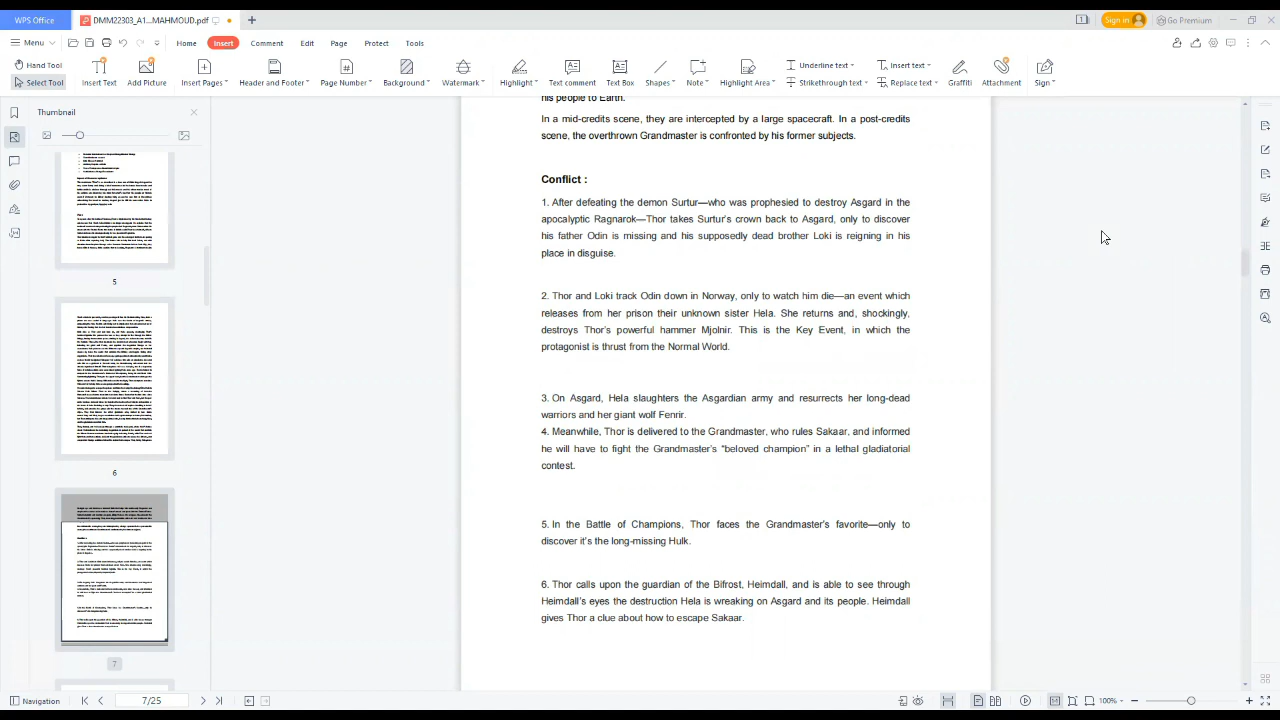 WPS Office
DMM22303_A1...MAHMOUD.pdf
Sign in
Go Premium
Menu
Home
Insert
Comment
Edit
Page
Protect
Tools
Hand Tool
Select Tool
Insert Text
Add Picture
Insert Pages
Page Number
Header and Footer
Background
Watermark
Highlight
Text comment
Text Box
Shapes
Note
Highlight Area
Underline text
Strikethrough text
Insert text
Replace text
Graffiti
Attachment
Sign
Thumbnail
5
6
7
his people to Earth.
In a mid-credits scene, they are intercepted by a large spacecraft. In a post-credits
scene, the overthrown Grandmaster is confronted by his former subjects.
Conflict :
1. After defeating the demon Surtur—who was prophesied to destroy Asgard in the
apocalyptic Ragnarok—Thor takes Surtur's crown back to Asgard, only to discover
his father Odin is missing and his supposedly dead brother Loki is reigning in his
place in disguise.
2. Thor and Loki track Odin down in Norway, only to watch him die—an event which
releases from her prison their unknown sister Hela. She returns and, shockingly,
destroys Thor's powerful hammer Mjolnir. This is the Key Event, in which the
protagonist is thrust from the Normal World.
3. On Asgard, Hela slaughters the Asgardian army and resurrects her long-dead
warriors and her giant wolf Fenrir.
4. Meanwhile, Thor is delivered to the Grandmaster, who rules Sakaar, and informed
he will have to fight the Grandmaster's “beloved champion” in a lethal gladiatorial
contest.
5. In the Battle of Champions, Thor faces the Grandmaster's favorite—only to
discover it's the long-missing Hulk.
6. Thor calls upon the guardian of the Bifrost, Heimdall, and is able to see through
Heimdall's eyes the destruction Hela is wreaking on Asgard and its people. Heimdall
gives Thor a clue about how to escape Sakaar.
Navigation
7/25
100%